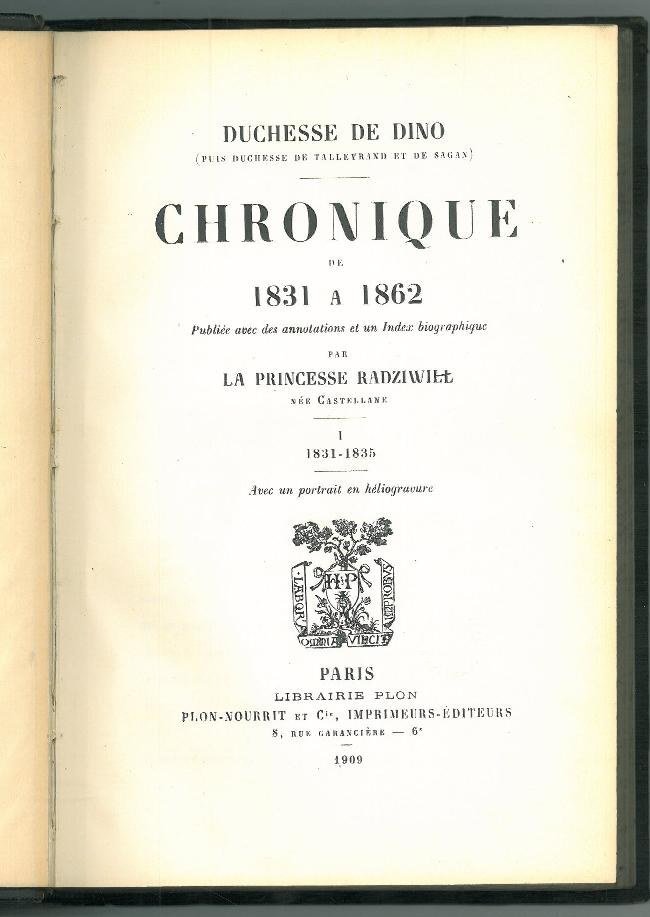 DUCHESSE DE DINO
(PUIS DUCHESSE DE TALLEYRAND ET DE SAGAN)
CHRONIQUE
DE
1831 A 1862
Publiée avec des annotations et un Index biographique
PAR
LA PRINCESSE RADZIWIŁŁ
NÉE CASTELLANE
I
1831-1835
Avec un portrait en héliogravure
HP
LABOR
OMNIA VINCIT
IMPROBVS
PARIS
LIBRAIRIE PLON
PLON-NOURRIT ET Cie, IMPRIMEURS-ÉDITEURS
8, RUE GARANCIÈRE — 6e
1909